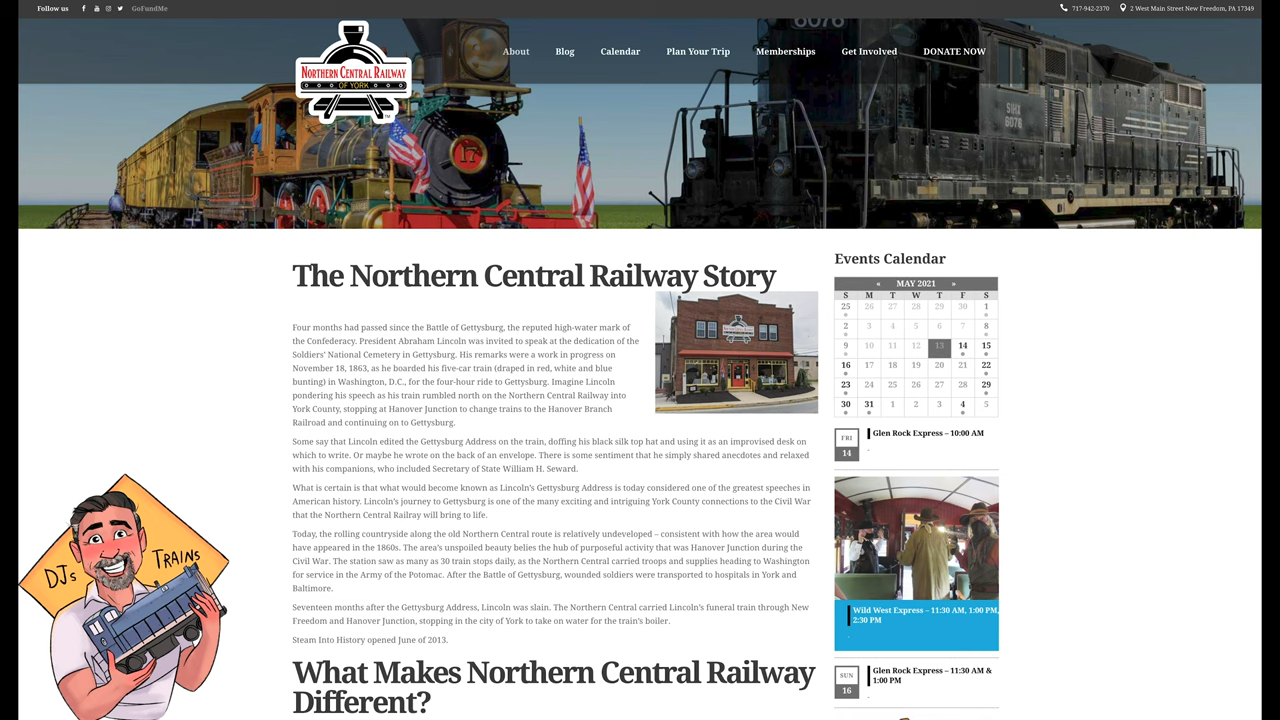 Follow us
GoFundMe
717-942-2370
2 West Main Street New Freedom, PA 17349
NORTHERN CENTRAL RAILWAY
OF YORK
TM
About
Blog
Calendar
Plan Your Trip
Memberships
Get Involved
DONATE NOW
6076
17
SIHX
6076
The Northern Central Railway Story
Four months had passed since the Battle of Gettysburg, the reputed high-water mark of
the Confederacy. President Abraham Lincoln was invited to speak at the dedication of the
Soldiers' National Cemetery in Gettysburg. His remarks were a work in progress on
November 18, 1863, as he boarded his five-car train (draped in red, white and blue
bunting) in Washington, D.C., for the four-hour ride to Gettysburg. Imagine Lincoln
pondering his speech as his train rumbled north on the Northern Central Railway into
York County, stopping at Hanover Junction to change trains to the Hanover Branch
Railroad and continuing on to Gettysburg.
Some say that Lincoln edited the Gettysburg Address on the train, doffing his black silk top hat and using it as an improvised desk on
which to write. Or maybe he wrote on the back of an envelope. There is some sentiment that he simply shared anecdotes and relaxed
with his companions, who included Secretary of State William H. Seward.
What is certain is that what would become known as Lincoln's Gettysburg Address is today considered one of the greatest speeches in
American history. Lincoln's journey to Gettysburg is one of the many exciting and intriguing York County connections to the Civil War
that the Northern Central Railray will bring to life.
Today, the rolling countryside along the old Northern Central route is relatively undeveloped – consistent with how the area would
have appeared in the 1860s. The area's unspoiled beauty belies the hub of purposeful activity that was Hanover Junction during the
Civil War. The station saw as many as 30 train stops daily, as the Northern Central carried troops and supplies heading to Washington
for service in the Army of the Potomac. After the Battle of Gettysburg, wounded soldiers were transported to hospitals in York and
Baltimore.
Seventeen months after the Gettysburg Address, Lincoln was slain. The Northern Central carried Lincoln's funeral train through New
Freedom and Hanover Junction, stopping in the city of York to take on water for the train's boiler.
Steam Into History opened June of 2013.
What Makes Northern Central Railway
Different?
Events Calendar
« MAY 2021 »
S M T W T F S
25 26 27 28 29 30 1
2 3 4 5 6 7 8
9 10 11 12 13 14 15
16 17 18 19 20 21 22
23 24 25 26 27 28 29
30 31 1 2 3 4 5
FRI
14
Glen Rock Express – 10:00 AM
-
Wild West Express – 11:30 AM, 1:00 PM,
2:30 PM
-
SUN
16
Glen Rock Express – 11:30 AM &
1:00 PM
-
DJs
TRAINS